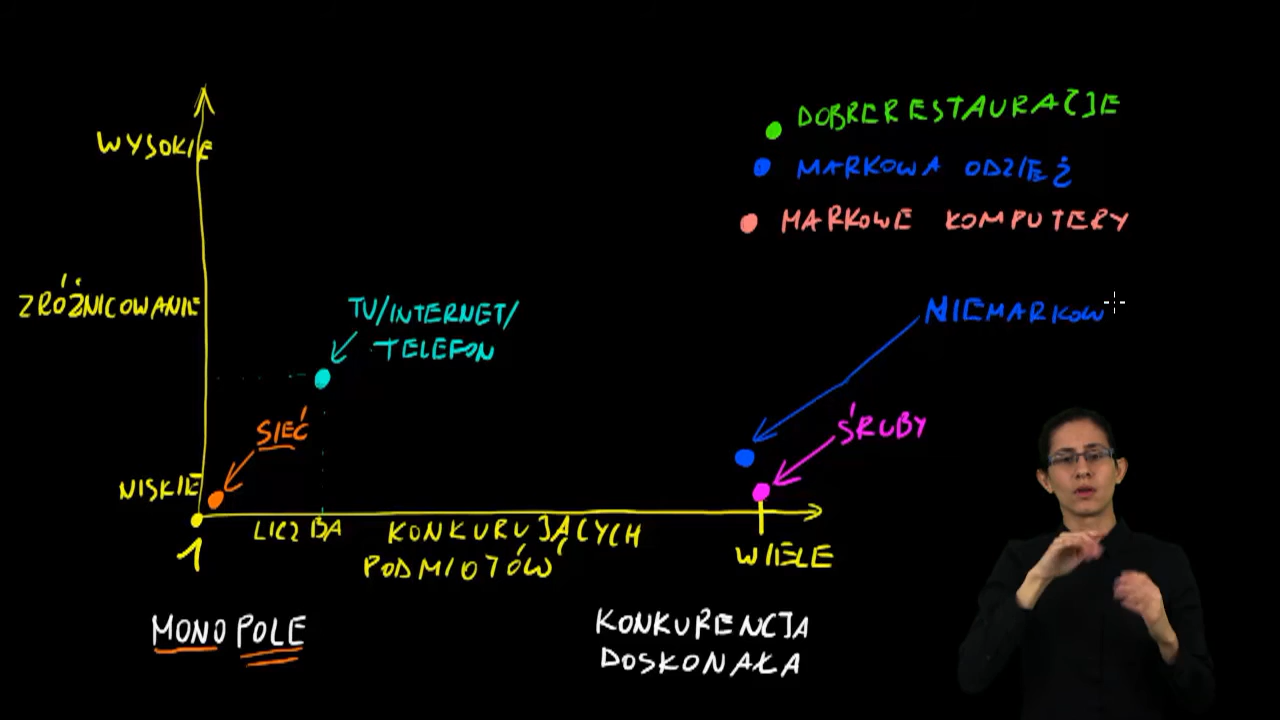 WYSOKIE
ZRÓŻNICOWANIE
NISKIE
1
LICZBA KONKURUJĄCYCH
PODMIOTÓW
WIELE
MONOPOLE
KONKURENCJA
DOSKONAŁA
SIEĆ
TV/INTERNET/
TELEFON
DOBRE RESTAURACJE
MARKOWA ODZIEŻ
MARKOWE KOMPUTERY
NIEMARKOW
ŚRUBY